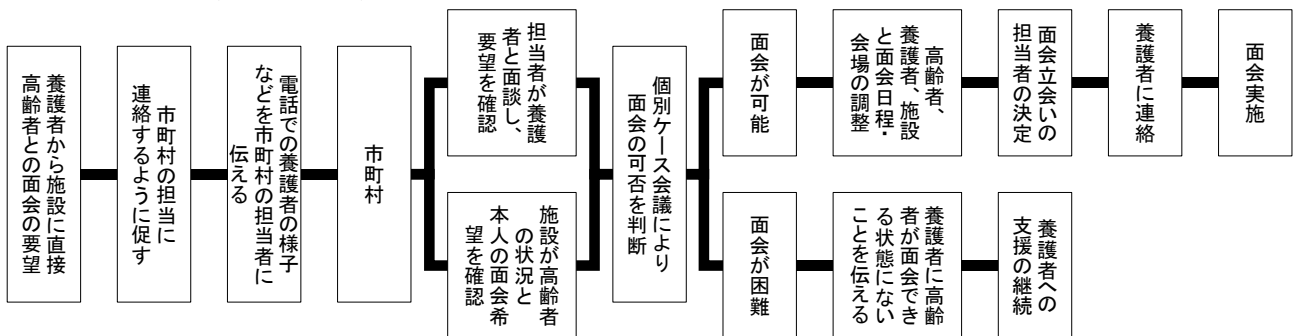 養護者から施設に直接
高齢者との面会の要望
市町村の担当に
連絡するように促す
電話での養護者の様子
などを市町村の担当者に
伝える
市町村
担当者が養護
者と面談し、
要望を確認
施設が高齢者
の状況と
本人の面会希
望を確認
個別ケース会議により
面会の可否を判断
面会が可能
高齢者、
養護者、施設
と面会日程・
会場の調整
面会立会いの
担当者の決定
養護者に連絡
面会実施
面会が困難
養護者に高齢
者が面会でき
る状態にない
ことを伝える
養護者への
支援の継続